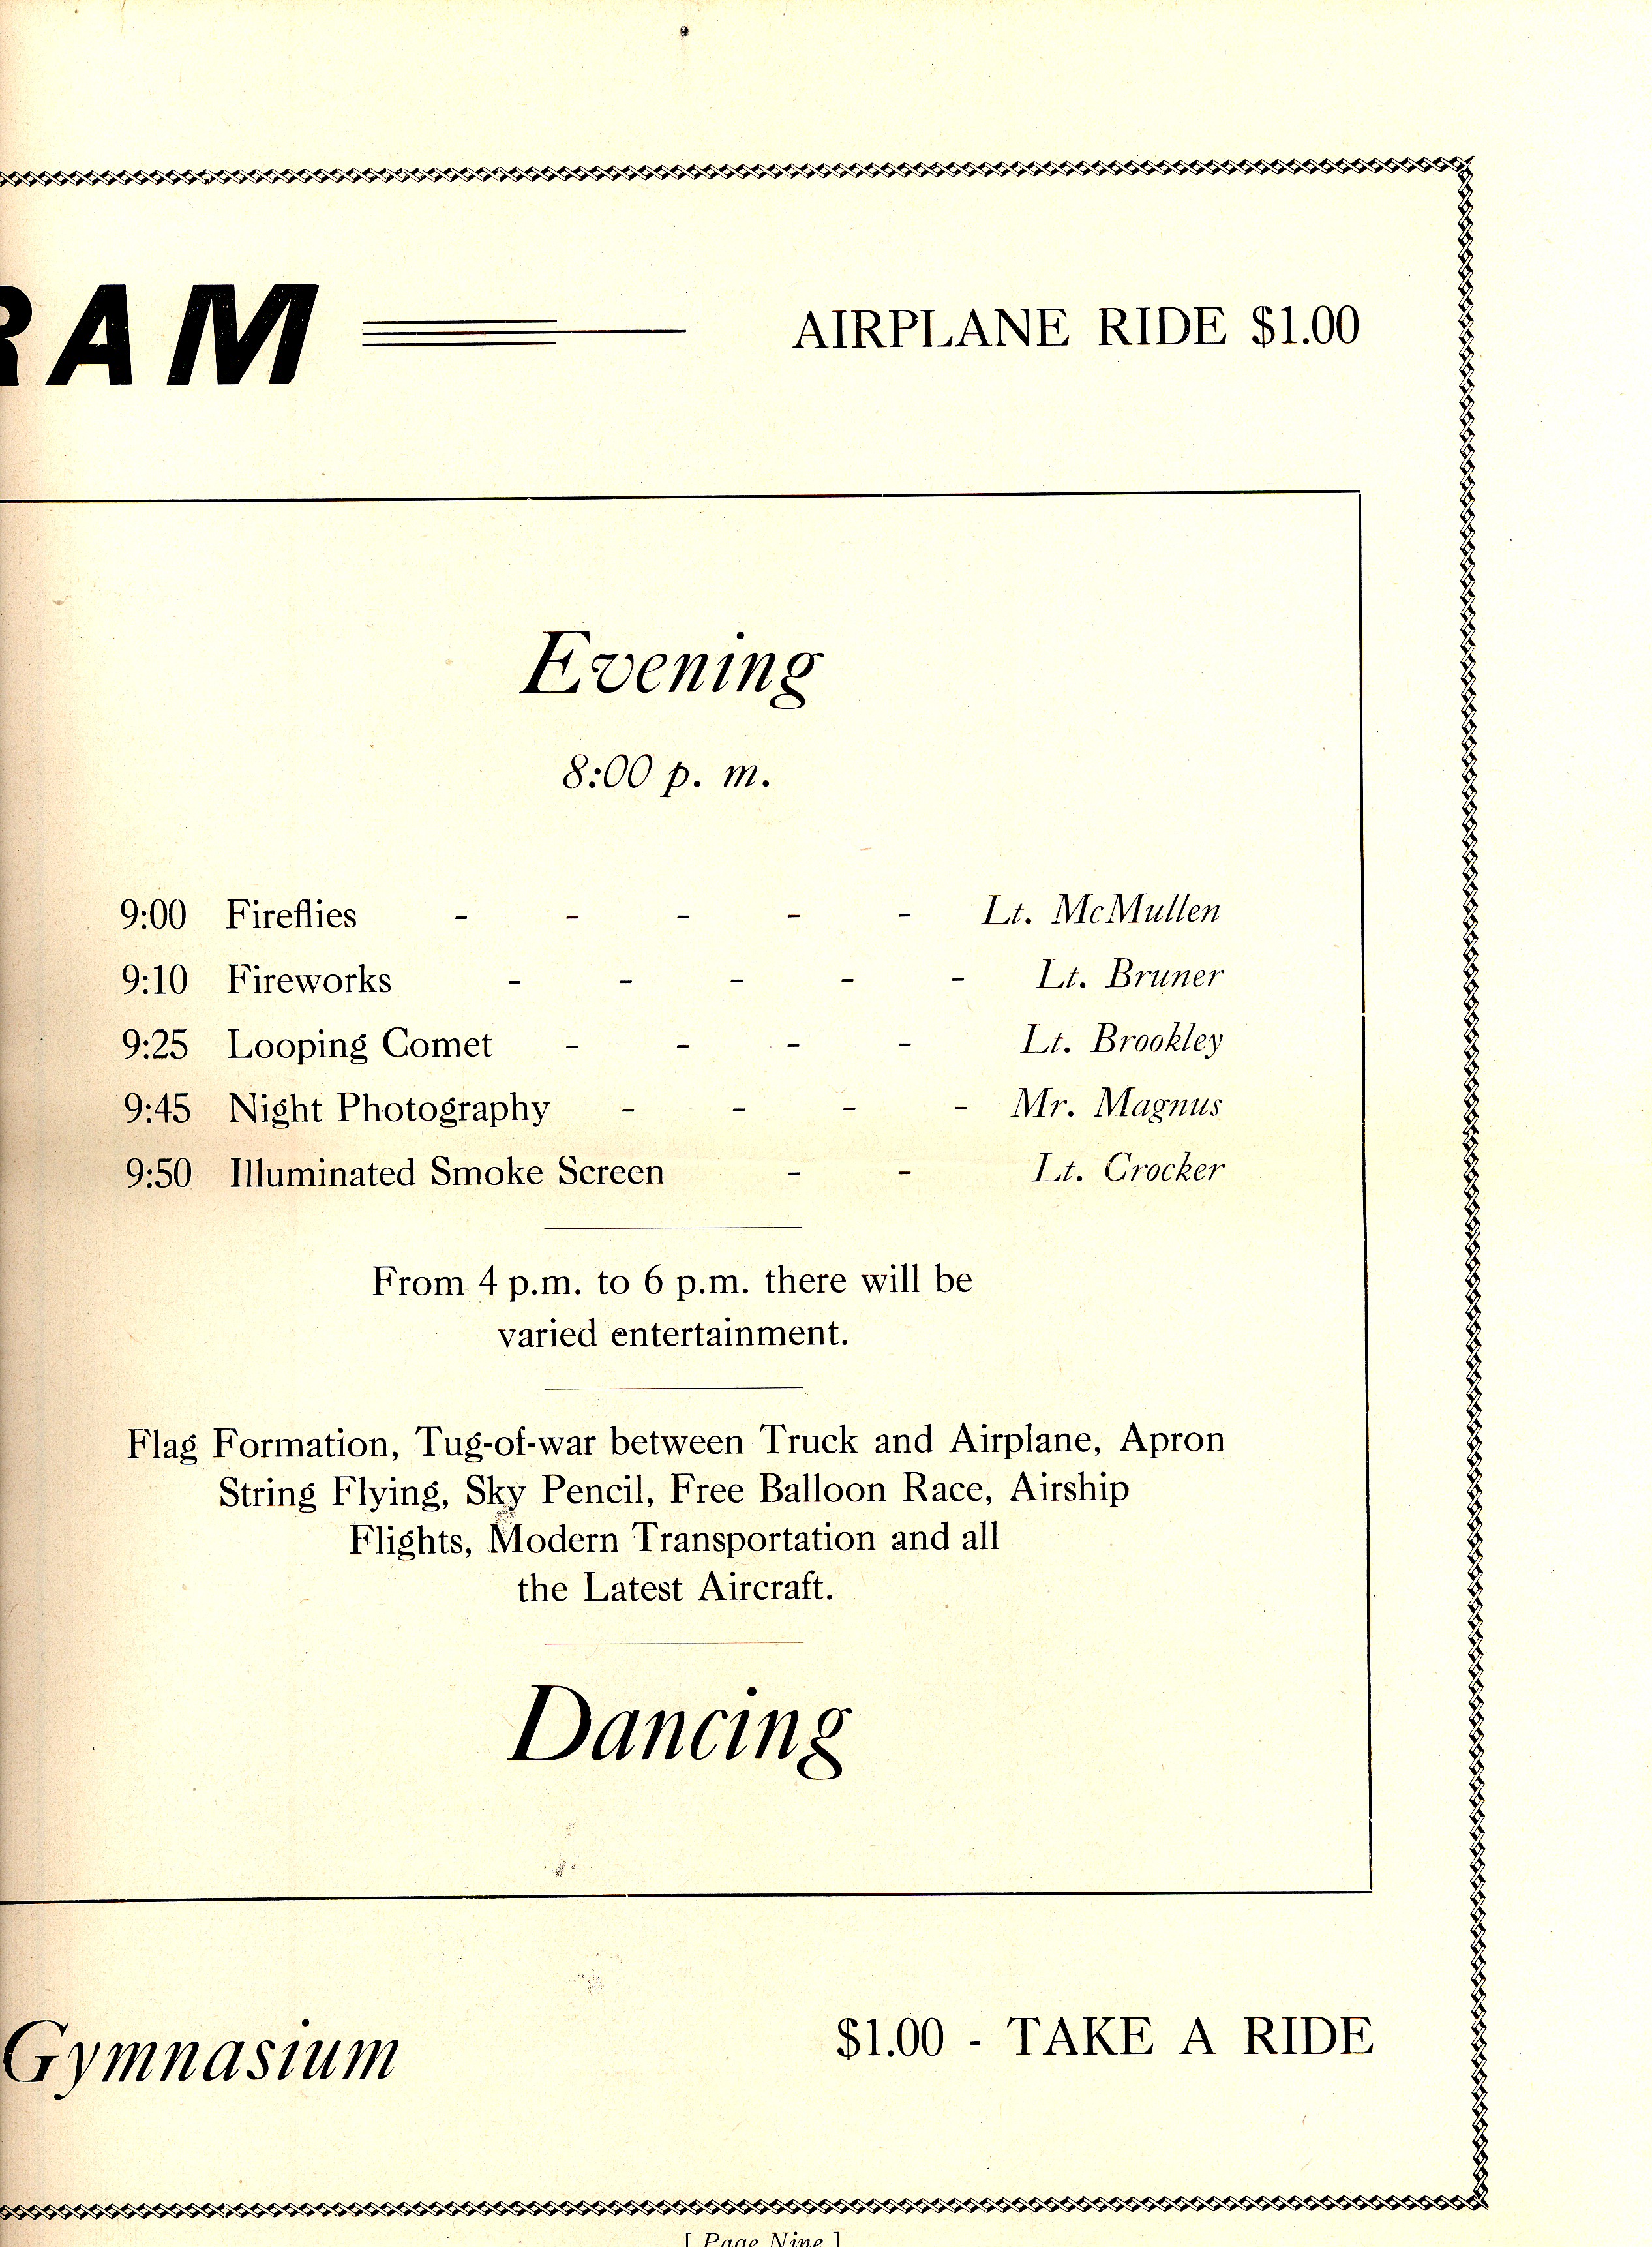 RAM AIRPLANE RIDE $1.00
Evening
8:00 p. m.
9:00 Fireflies - - - - - Lt. McMullen
9:10 Fireworks - - - - - Lt. Bruner
9:25 Looping Comet - - - - Lt. Brookley
9:45 Night Photography - - - - Mr. Magnus
9:50 Illuminated Smoke Screen - - Lt. Crocker
From 4 p.m. to 6 p.m. there will be
varied entertainment.
Flag Formation, Tug-of-war between Truck and Airplane, Apron
String Flying, Sky Pencil, Free Balloon Race, Airship
Flights, Modern Transportation and all
the Latest Aircraft.
Dancing
Gymnasium $1.00 - TAKE A RIDE
[ Page Nine ]